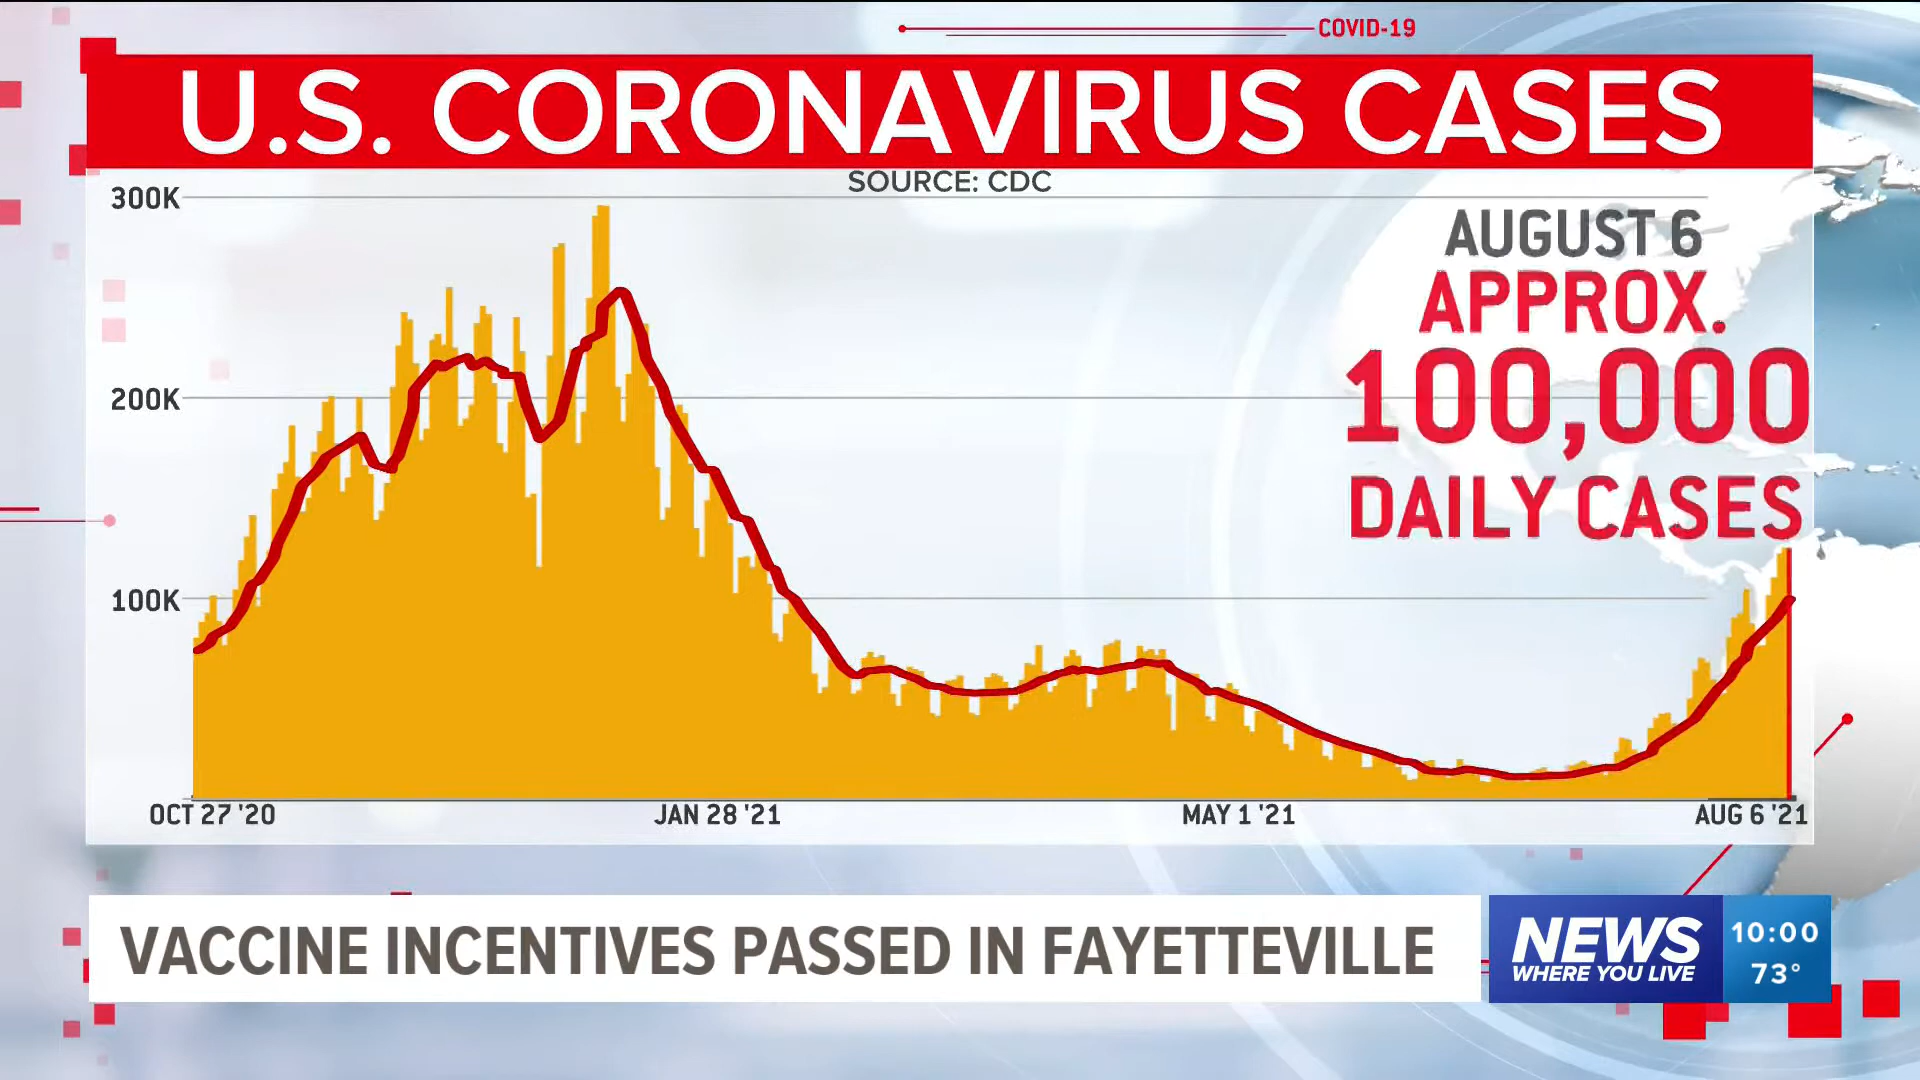 COVID-19
U.S. CORONAVIRUS CASES
SOURCE: CDC
300K
200K
100K
AUGUST 6
APPROX.
100,000
DAILY CASES
OCT 27 '20
JAN 28 '21
MAY 1 '21
AUG 6 '21
VACCINE INCENTIVES PASSED IN FAYETTEVILLE
NEWS
WHERE YOU LIVE
10:00
73°